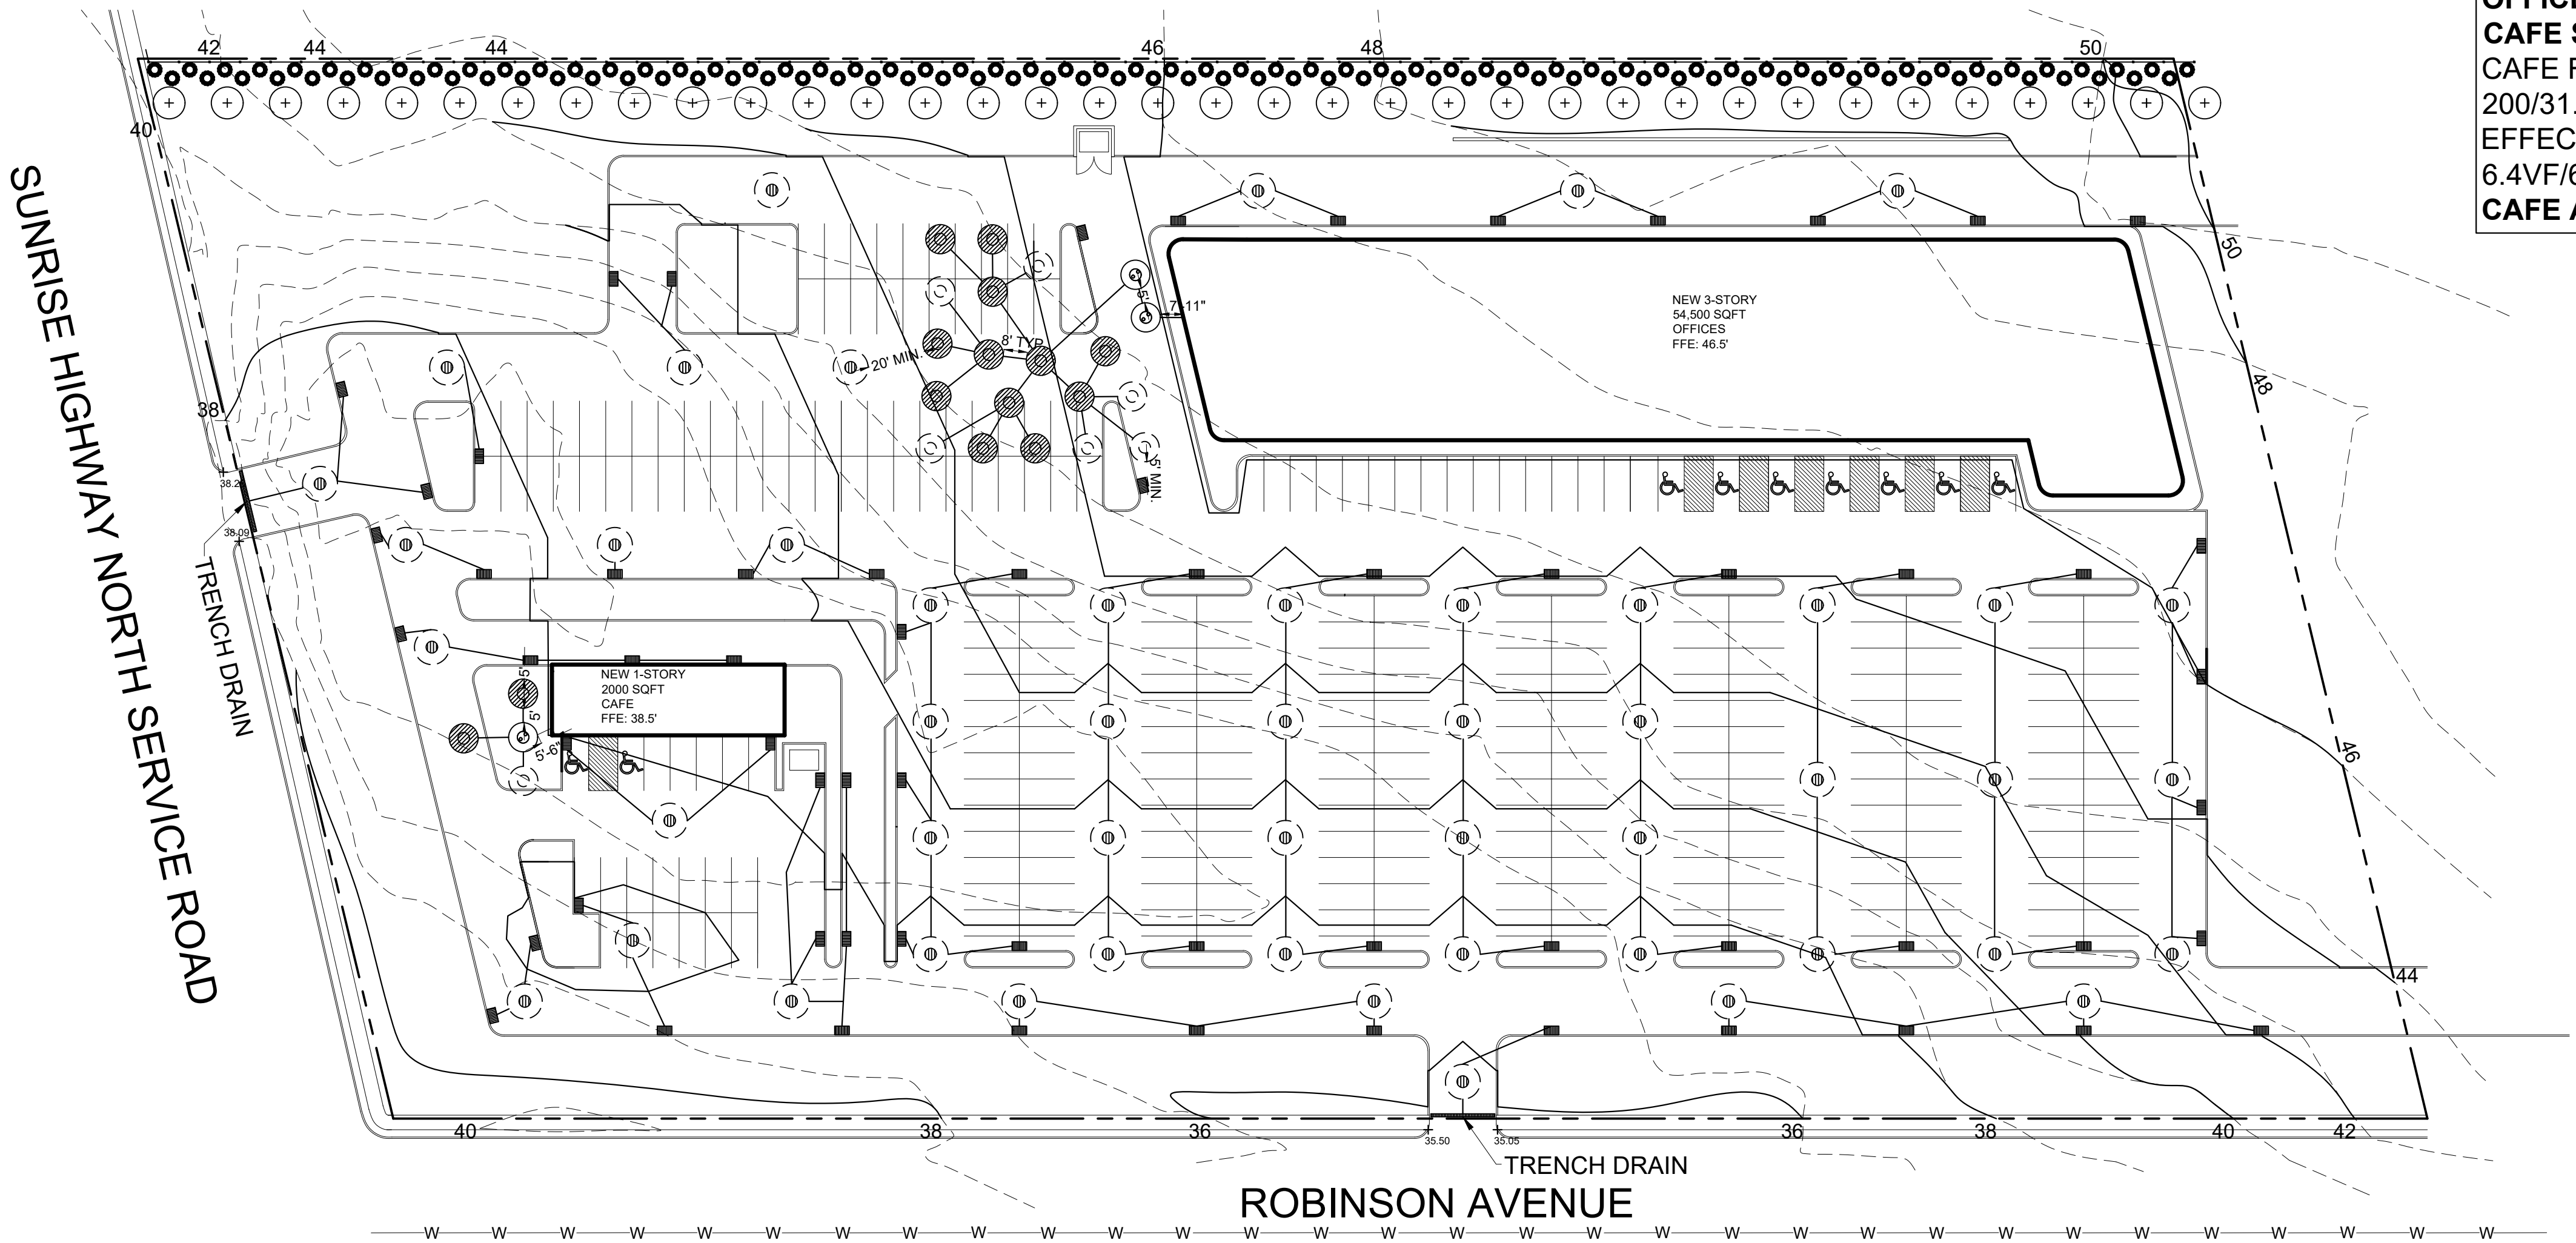 OFFICE
CAFE S
CAFE F
200/31.
EFFEC
6.4VF/6
CAFE A
42
44
44
46
48
50
40
50
NEW 3-STORY
54,500 SQFT
OFFICES
FFE: 46.5'
5'
7'-11"
8' TYP.
20' MIN.
48
38
5' MIN.
38.2
38.09
TRENCH DRAIN
SUNRISE HIGHWAY NORTH SERVICE ROAD
NEW 1-STORY
2000 SQFT
CAFE
FFE: 38.5'
5'
5'
5'-6"
46
44
40
38
36
35.50
35.05
36
38
40
42
TRENCH DRAIN
ROBINSON AVENUE
W W W W W W W W W W W W W W W W W W W W W W W W W W W W W W W